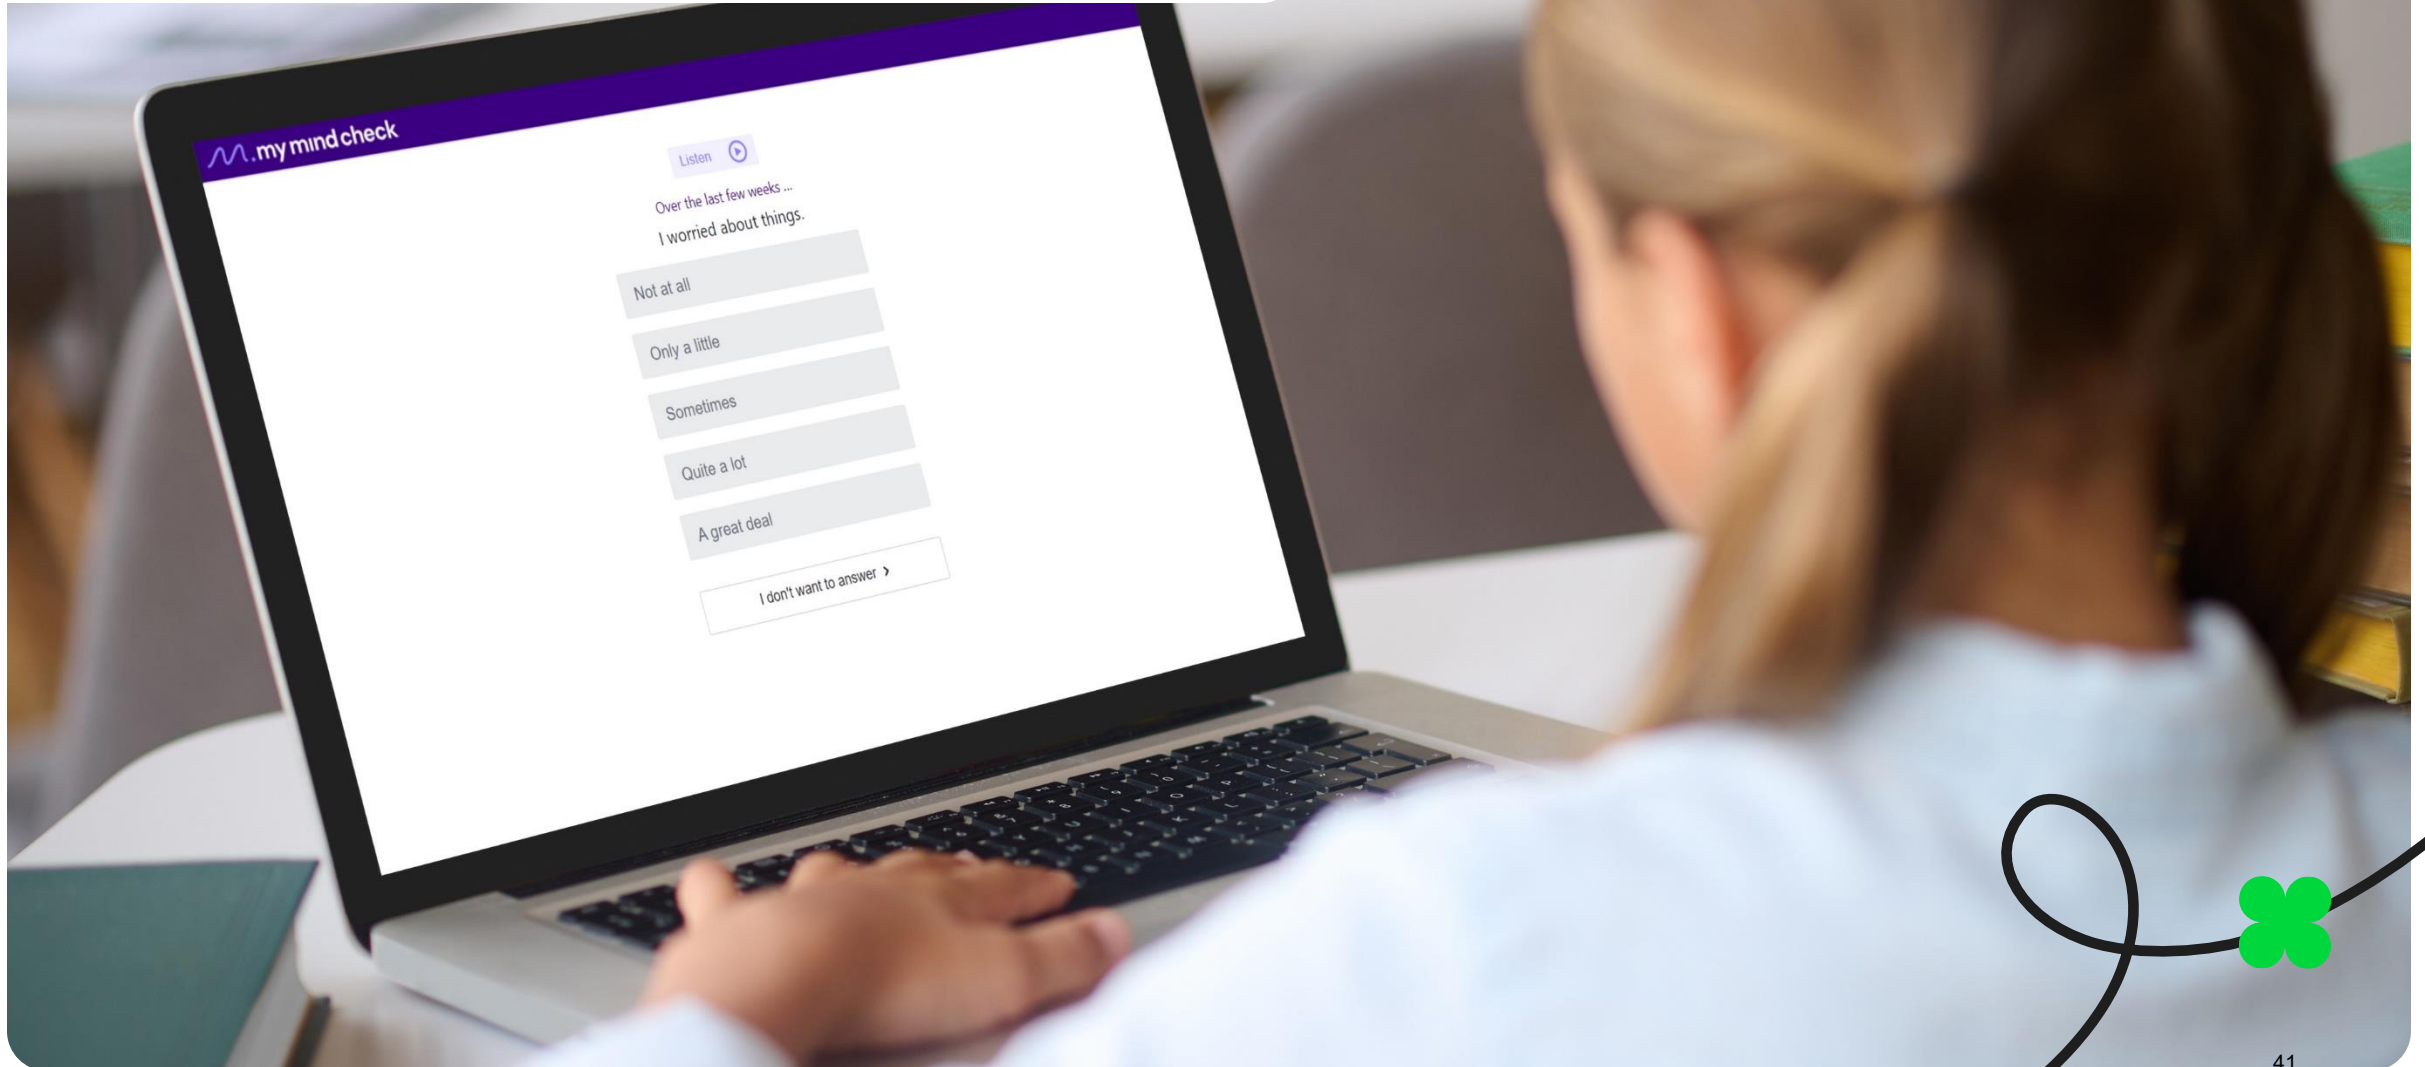 my mind check
Listen
Over the last few weeks ...
I worried about things.
Not at all
Only a little
Sometimes
Quite a lot
A great deal
I don't want to answer ›
41